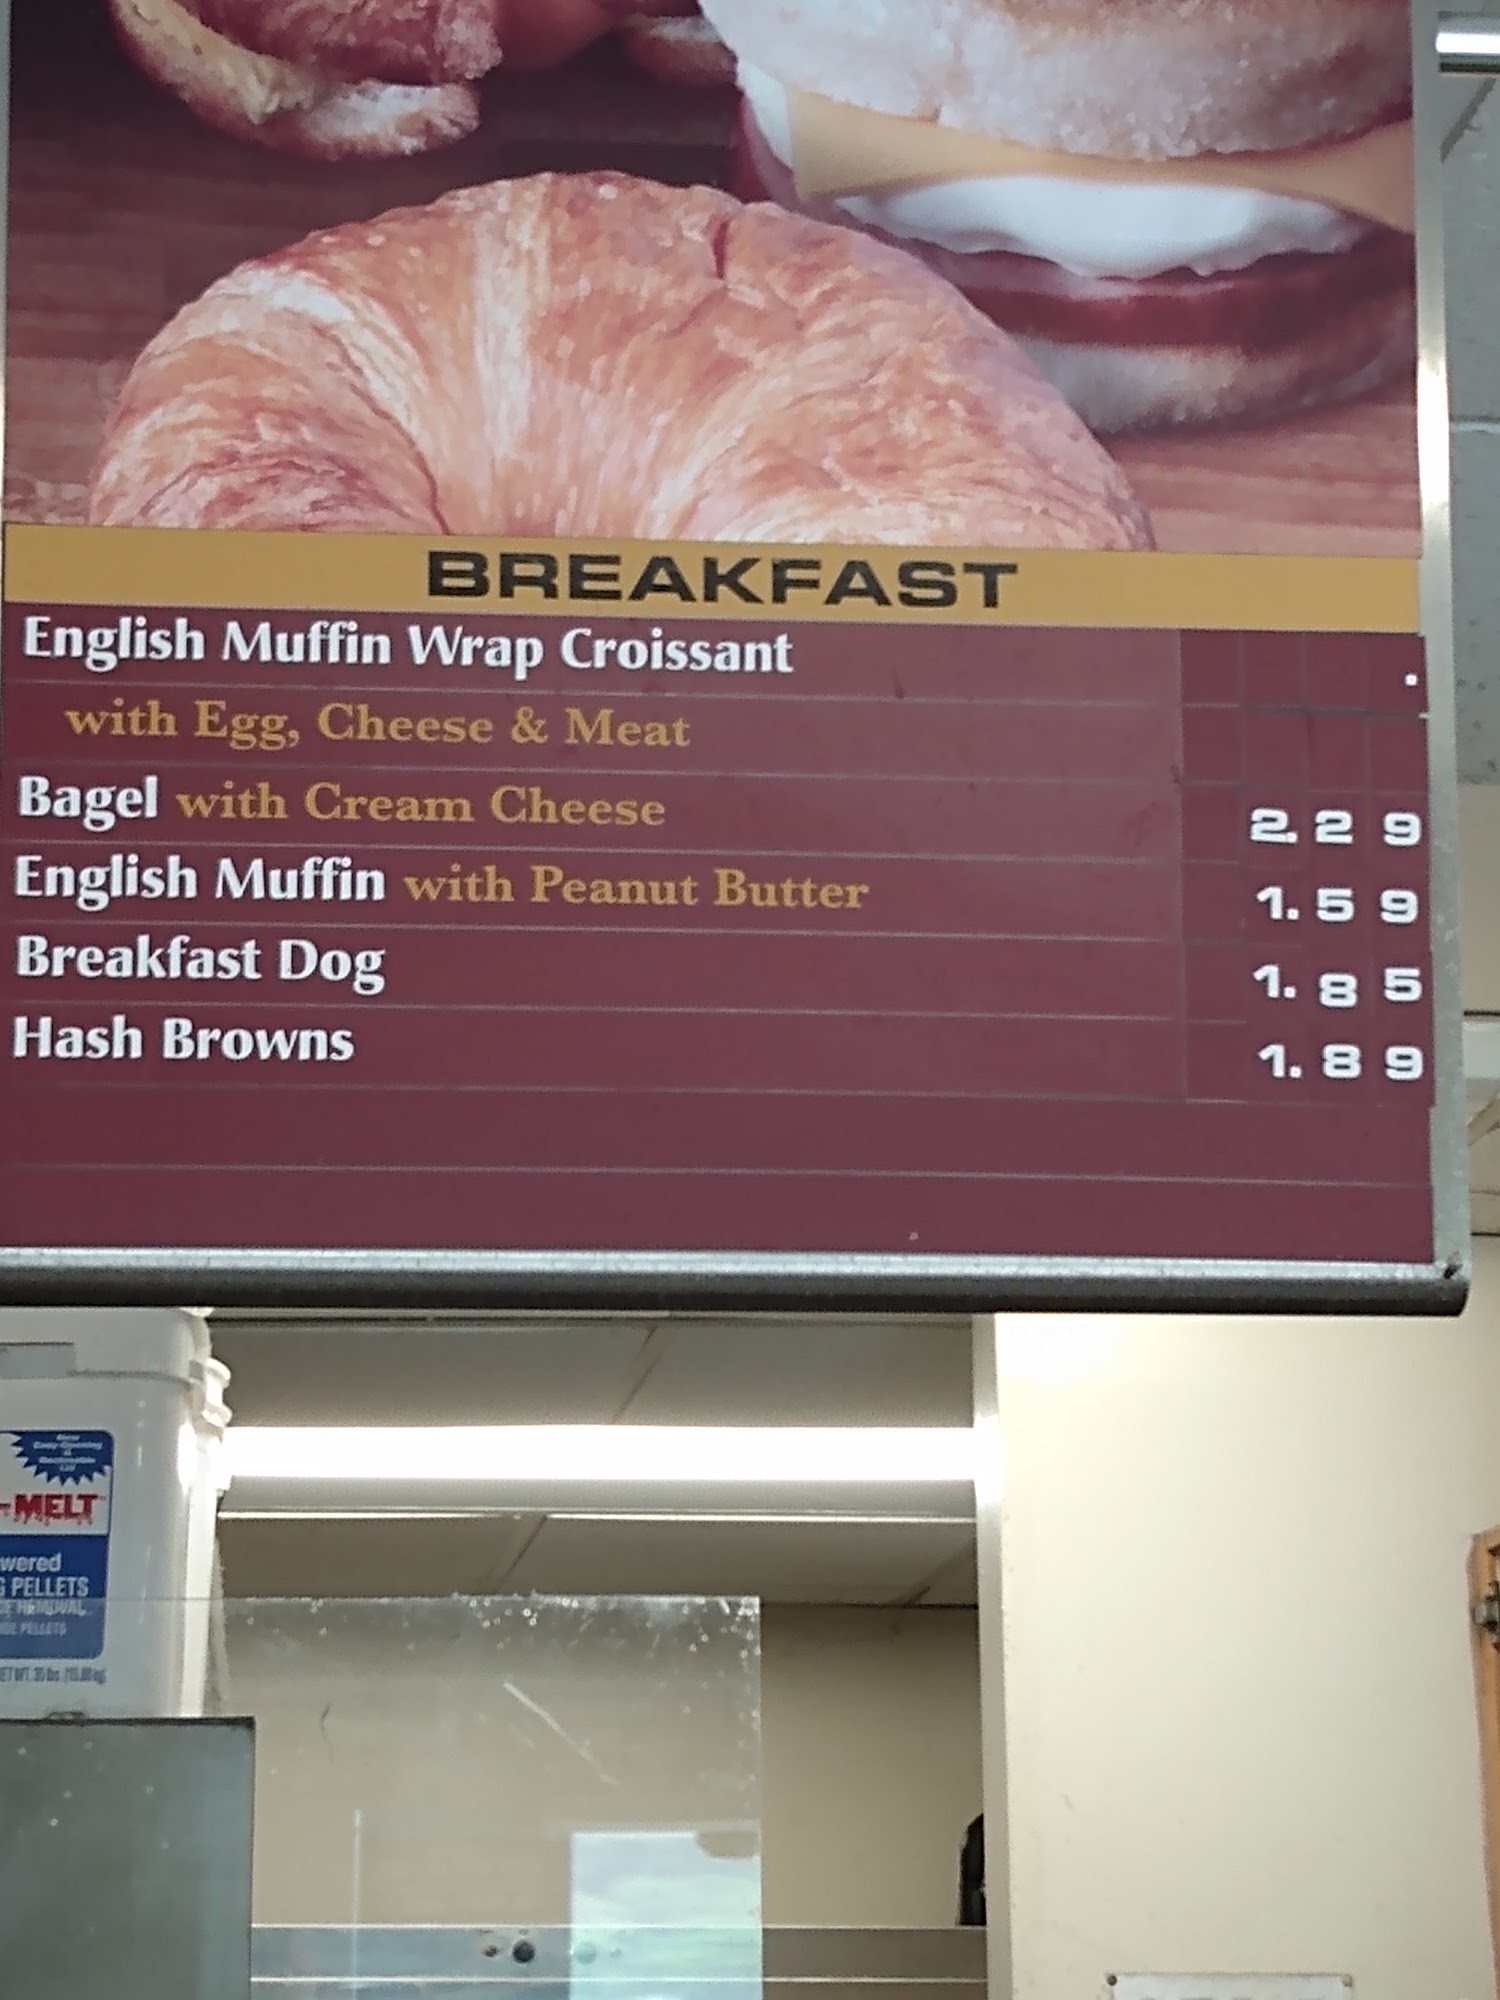 BREAKFAST
English Muffin Wrap Croissant .
with Egg, Cheese & Meat
Bagel with Cream Cheese 2.29
English Muffin with Peanut Butter 1.59
Breakfast Dog 1.85
Hash Browns 1.89
-MELT
wered
G PELLETS